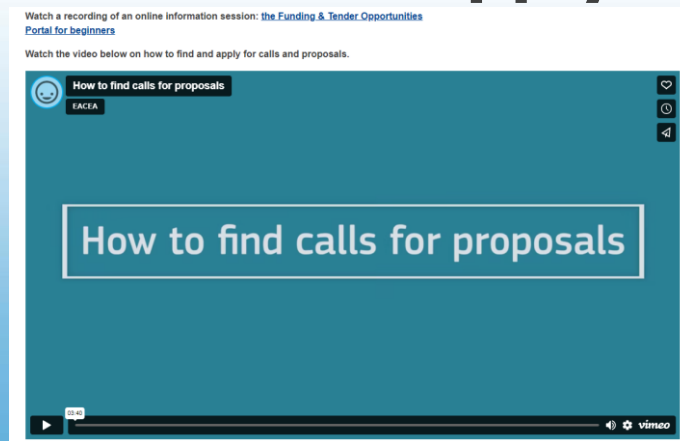 Watch a recording of an online information session: the Funding & Tender Opportunities
Portal for beginners
Watch the video below on how to find and apply for calls and proposals.
How to find calls for proposals
EACEA
How to find calls for proposals
03:40
vimeo